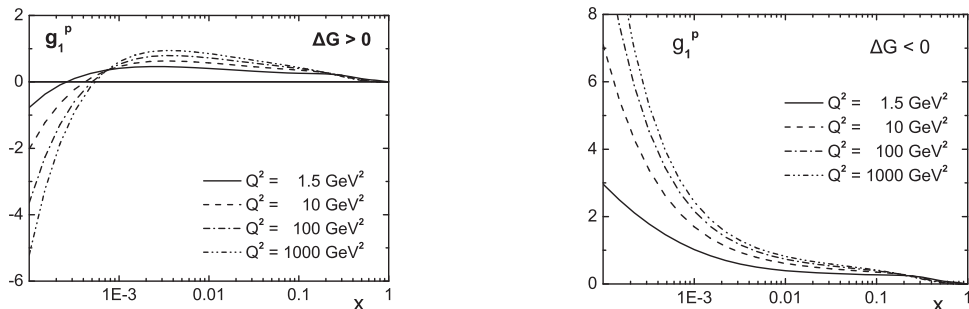 2
g₁ᵖ
ΔG > 0
0
-2
-4
-6
Q² = 1.5 GeV²
Q² = 10 GeV²
Q² = 100 GeV²
Q² = 1000 GeV²
1E-3
0.01
0.1
1
X
8
g₁ᵖ
ΔG < 0
6
4
2
0
Q² = 1.5 GeV²
Q² = 10 GeV²
Q² = 100 GeV²
Q² = 1000 GeV²
1E-3
0.01
0.1
1
X